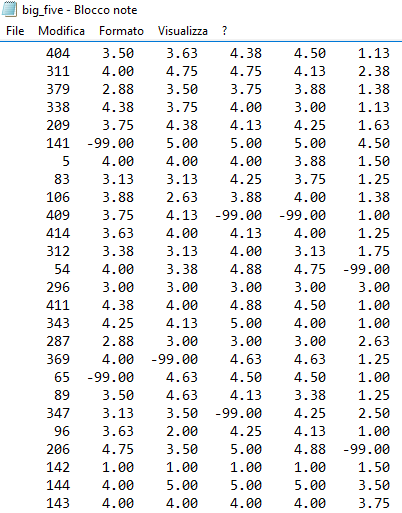 big_five - Blocco note
File Modifica Formato Visualizza ?
404 3.50 3.63 4.38 4.50 1.13
311 4.00 4.75 4.75 4.13 2.38
379 2.88 3.50 3.75 3.88 1.38
338 4.38 3.75 4.00 3.00 1.13
209 3.75 4.38 4.13 4.25 1.63
141 -99.00 5.00 5.00 5.00 4.50
5 4.00 4.00 4.00 3.88 1.50
83 3.13 3.13 4.25 3.75 1.25
106 3.88 2.63 3.88 4.00 1.38
409 3.75 4.13 -99.00 -99.00 1.00
414 3.63 4.00 4.13 4.00 1.25
312 3.38 3.13 4.00 3.13 1.75
54 4.00 3.38 4.88 4.75 -99.00
296 3.00 3.00 3.00 3.00 3.00
411 4.38 4.00 4.88 4.50 1.00
343 4.25 4.13 5.00 4.00 1.00
287 2.88 3.00 3.00 3.00 2.63
369 4.00 -99.00 4.63 4.63 1.25
65 -99.00 4.63 4.50 4.50 1.00
89 3.50 4.63 4.13 3.38 1.25
347 3.13 3.50 -99.00 4.25 2.50
96 3.63 2.00 4.25 4.13 1.00
206 4.75 3.50 5.00 4.88 -99.00
142 1.00 1.00 1.00 1.00 1.50
144 4.00 5.00 5.00 5.00 3.50
143 4.00 4.00 4.00 4.00 3.75